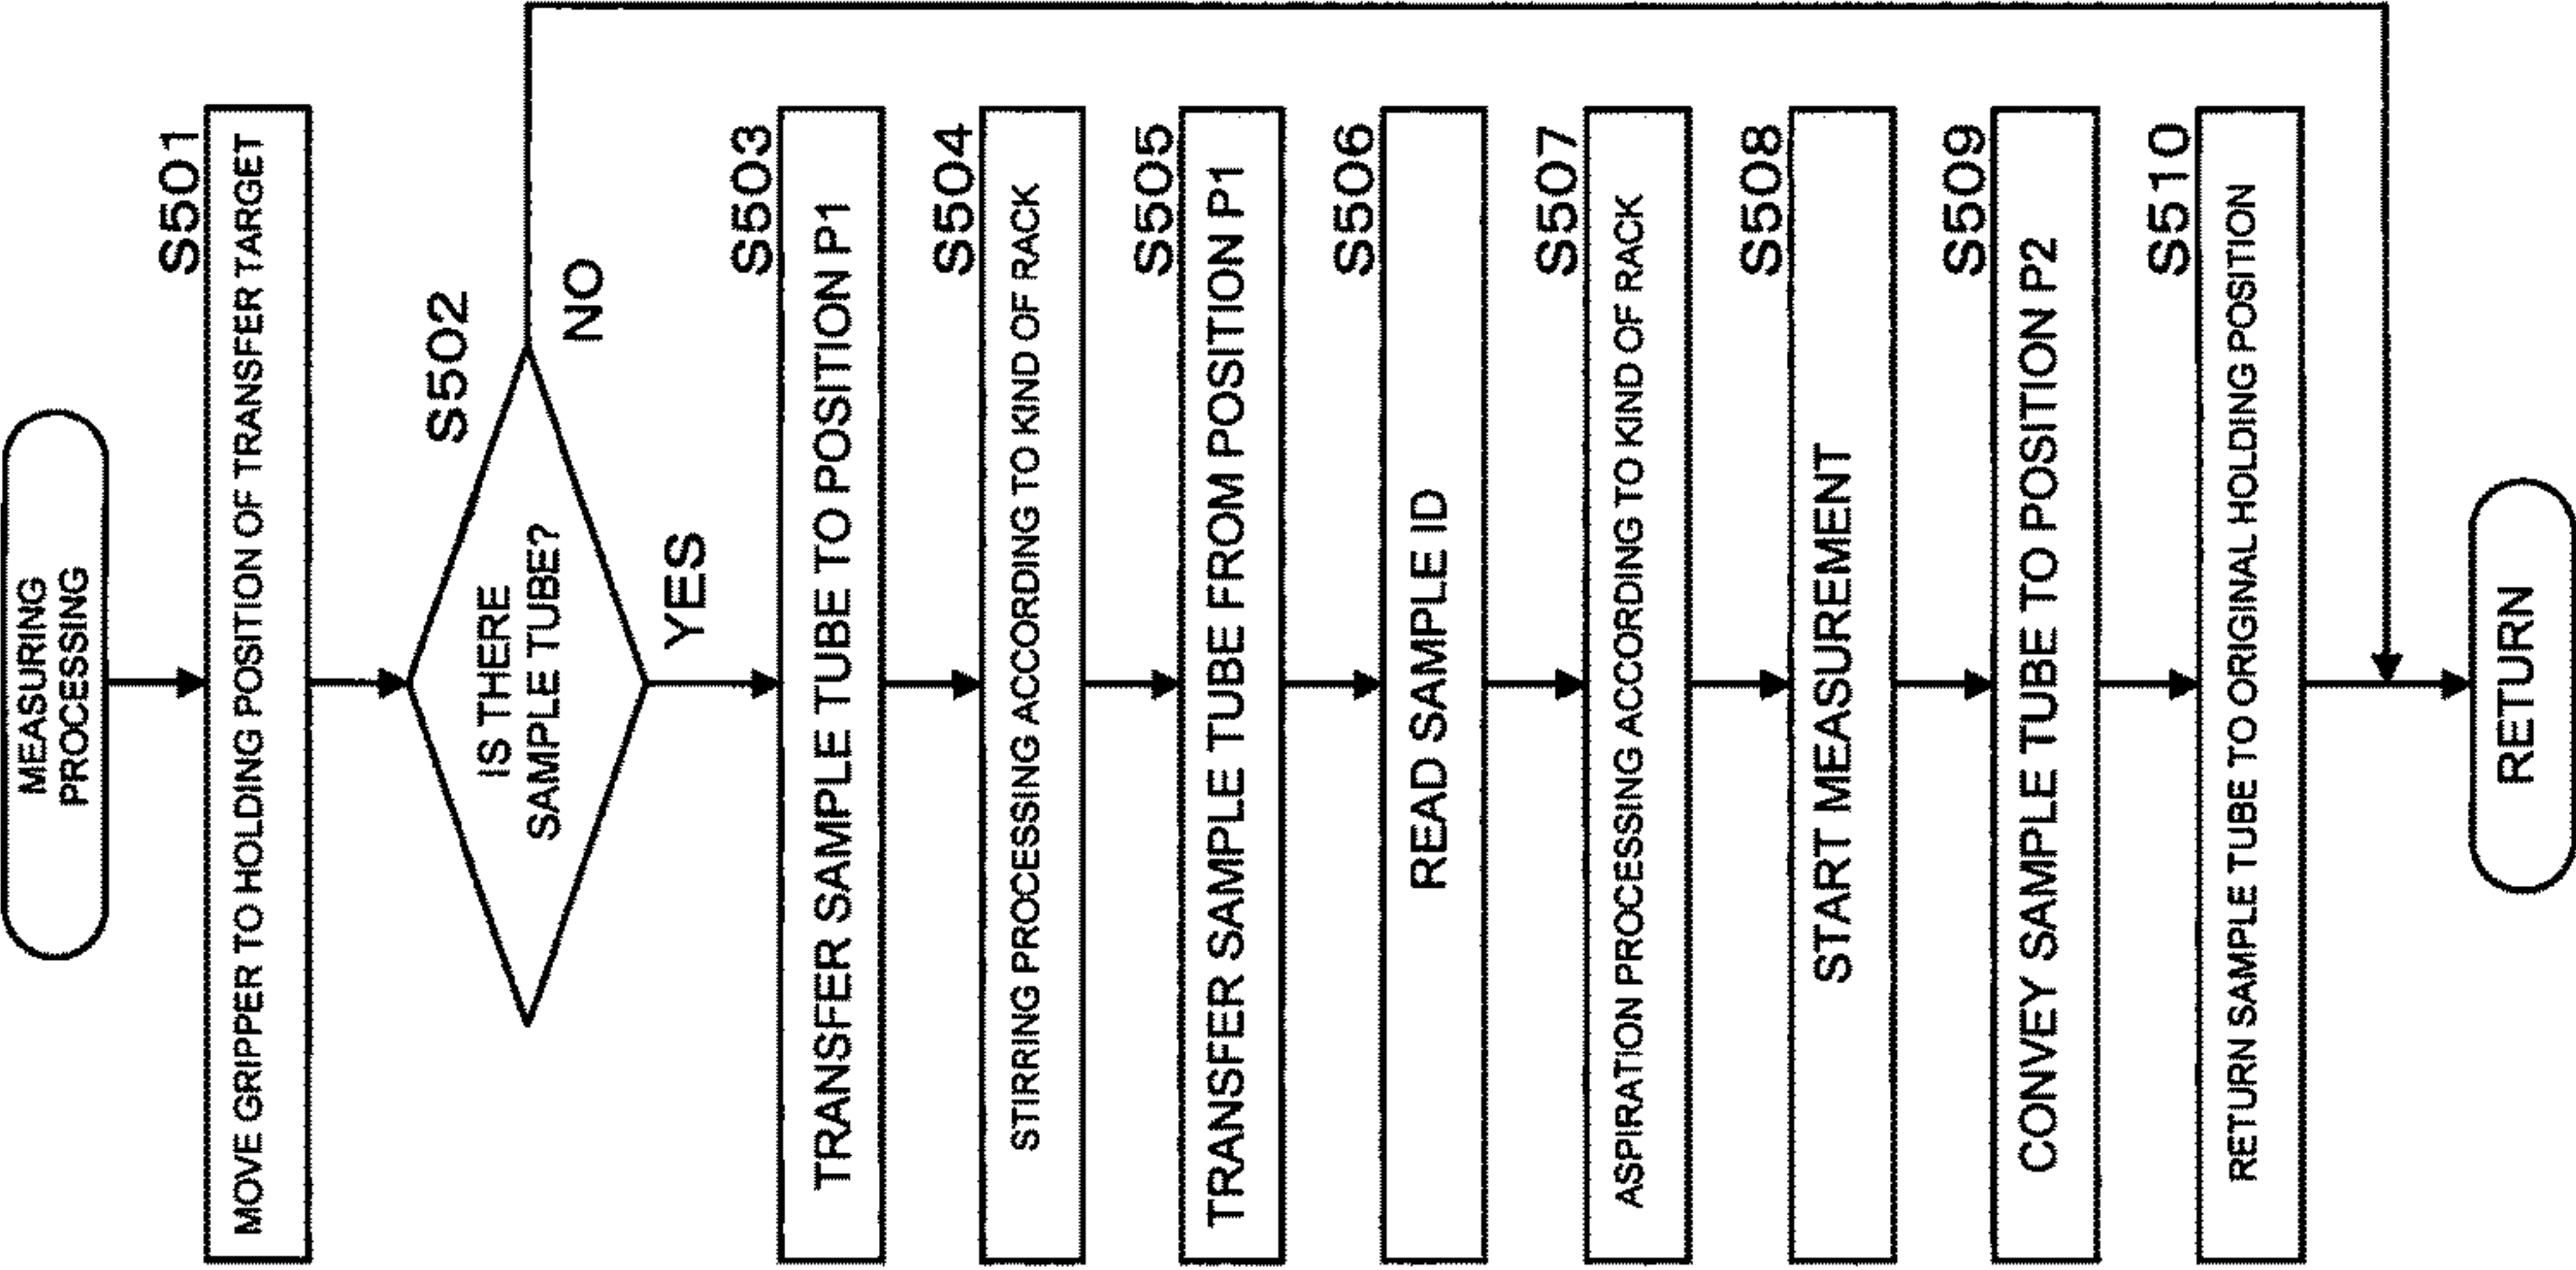 MEASURING
PROCESSING
S501
MOVE GRIPPER TO HOLDING POSITION OF TRANSFER TARGET
S502
IS THERE
SAMPLE TUBE?
NO
YES
S503
TRANSFER SAMPLE TUBE TO POSITION P1
S504
STIRRING PROCESSING ACCORDING TO KIND OF RACK
S505
TRANSFER SAMPLE TUBE FROM POSITION P1
S506
READ SAMPLE ID
S507
ASPIRATION PROCESSING ACCORDING TO KIND OF RACK
S508
START MEASUREMENT
S509
CONVEY SAMPLE TUBE TO POSITION P2
S510
RETURN SAMPLE TUBE TO ORIGINAL HOLDING POSITION
RETURN